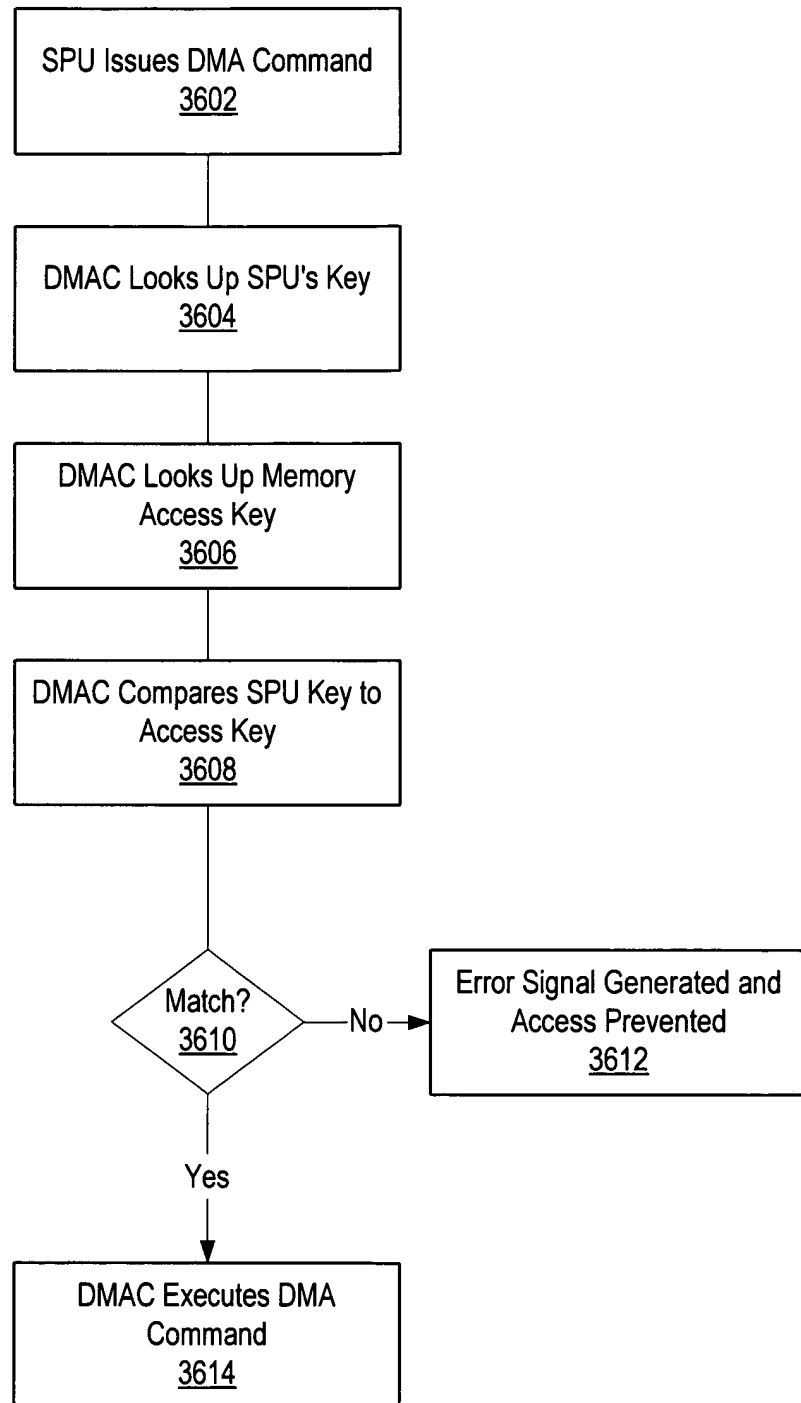 SPU Issues DMA Command
3602
DMAC Looks Up SPU's Key
3604
DMAC Looks Up Memory
Access Key
3606
DMAC Compares SPU Key to
Access Key
3608
Match?
3610
No
Error Signal Generated and
Access Prevented
3612
Yes
DMAC Executes DMA
Command
3614